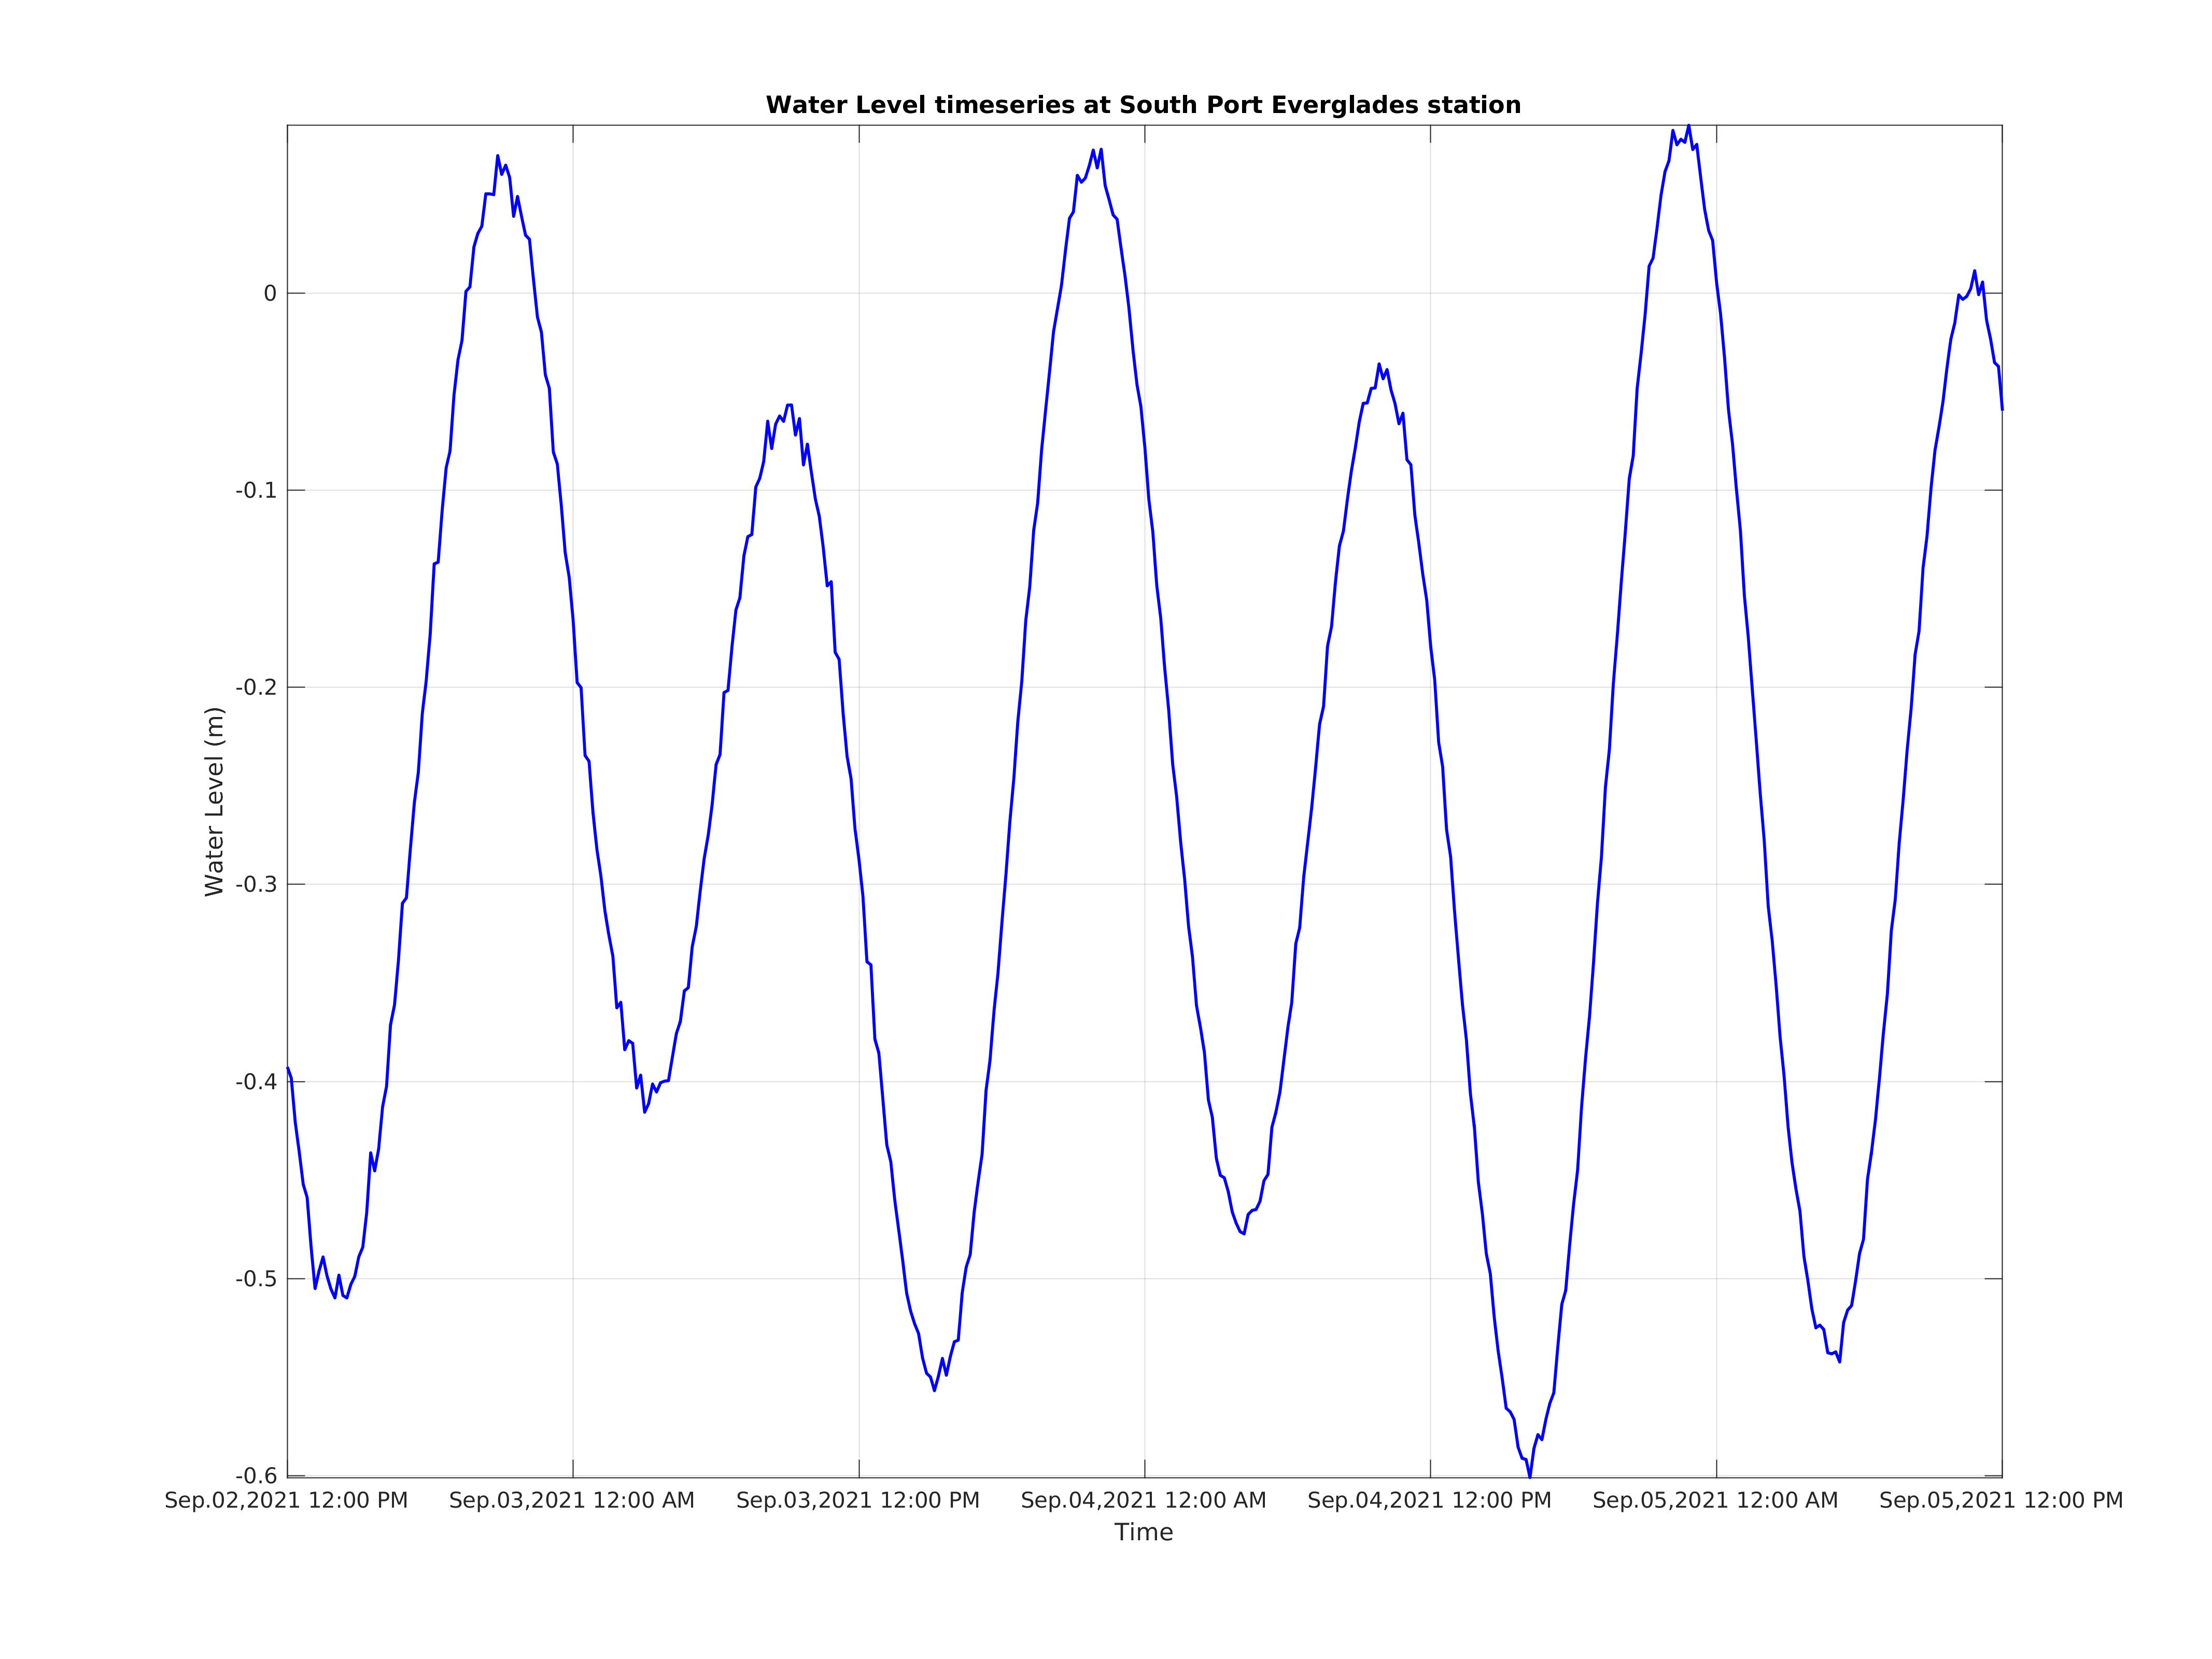 Water Level timeseries at South Port Everglades station
0
-0.1
-0.2
-0.3
-0.4
-0.5
-0.6
Water Level (m)
Sep.02,2021 12:00 PM Sep.03,2021 12:00 AM Sep.03,2021 12:00 PM Sep.04,2021 12:00 AM Sep.04,2021 12:00 PM Sep.05,2021 12:00 AM Sep.05,2021 12:00 PM
Time